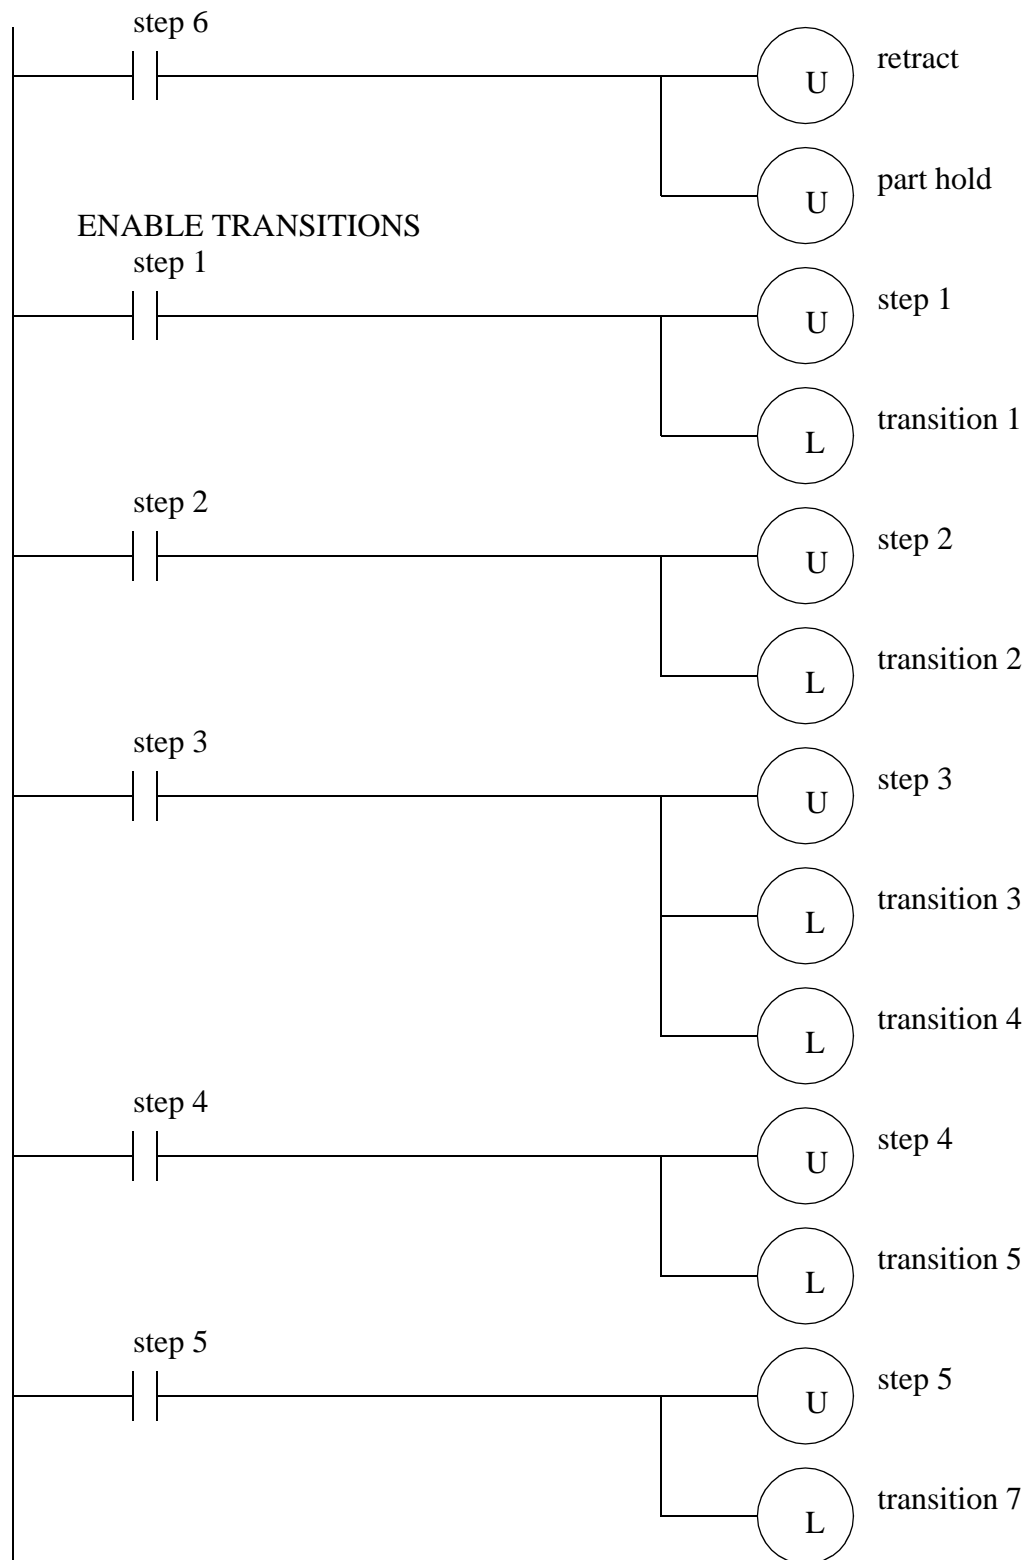 step 6
U
retract
U
part hold
ENABLE TRANSITIONS
step 1
U
step 1
L
transition 1
step 2
U
step 2
L
transition 2
step 3
U
step 3
L
transition 3
L
transition 4
step 4
U
step 4
L
transition 5
step 5
U
step 5
L
transition 7